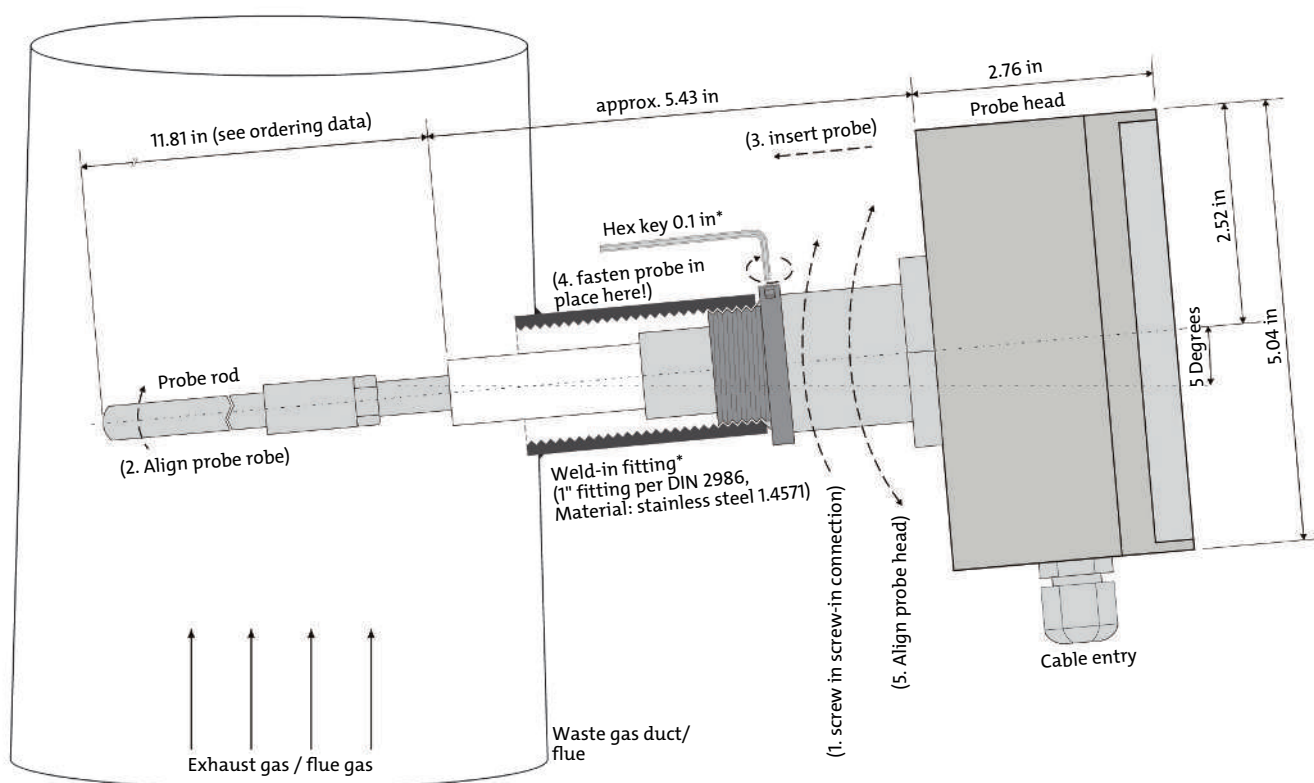 2.76 in
Probe head
approx. 5.43 in
11.81 in (see ordering data)
(3. insert probe)
2.52 in
Hex key 0.1 in*
(4. fasten probe in
place here!)
5 Degrees
5.04 in
Probe rod
(2. Align probe robe)
Weld-in fitting*
(1" fitting per DIN 2986,
Material: stainless steel 1.4571)
(1. screw in screw-in connection)
(5. Align probe head)
Cable entry
Waste gas duct/
flue
Exhaust gas / flue gas